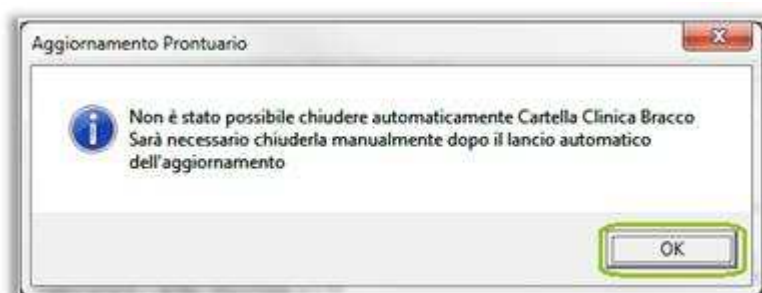 Aggiornamento Prontuario
Non è stato possibile chiudere automaticamente Cartella Clinica Bracco
Sarà necessario chiuderla manualmente dopo il lancio automatico
dell'aggiornamento
OK